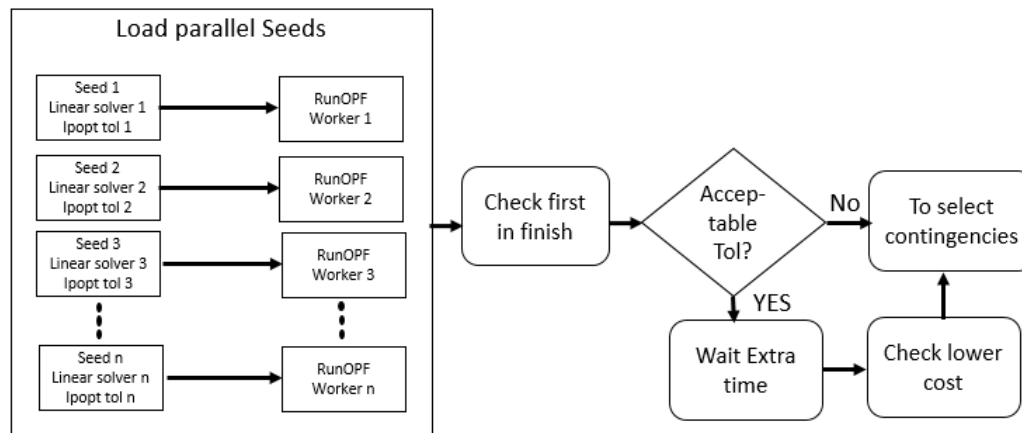 Load parallel Seeds
Seed 1
Linear solver 1
Ipopt tol 1
RunOPF
Worker 1
Seed 2
Linear solver 2
Ipopt tol 2
RunOPF
Worker 2
Seed 3
Linear solver 3
Ipopt tol 3
RunOPF
Worker 3
Seed n
Linear solver n
Ipopt tol n
RunOPF
Worker n
Check first
in finish
Accep-
table
Tol?
No
To select
contingencies
YES
Wait Extra
time
Check lower
cost